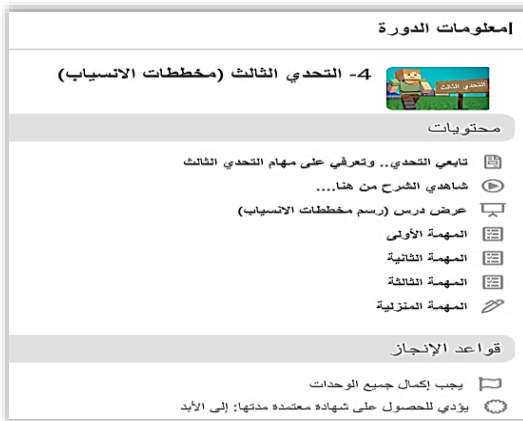 معلومات الدورة
4- التحدي الثالث (مخططات الانسياب)
التحدي الثالث
محتويات
تابعي التحدي.. وتعرفي على مهام التحدي الثالث
شاهدي الشرح من هنا....
عرض درس (رسم مخططات الانسياب)
المهمة الأولى
المهمة الثانية
المهمة الثالثة
المهمة المنزلية
قواعد الإنجاز
يجب إكمال جميع الوحدات
يؤدي للحصول على شهادة معتمدة مدتها: إلى الأبد